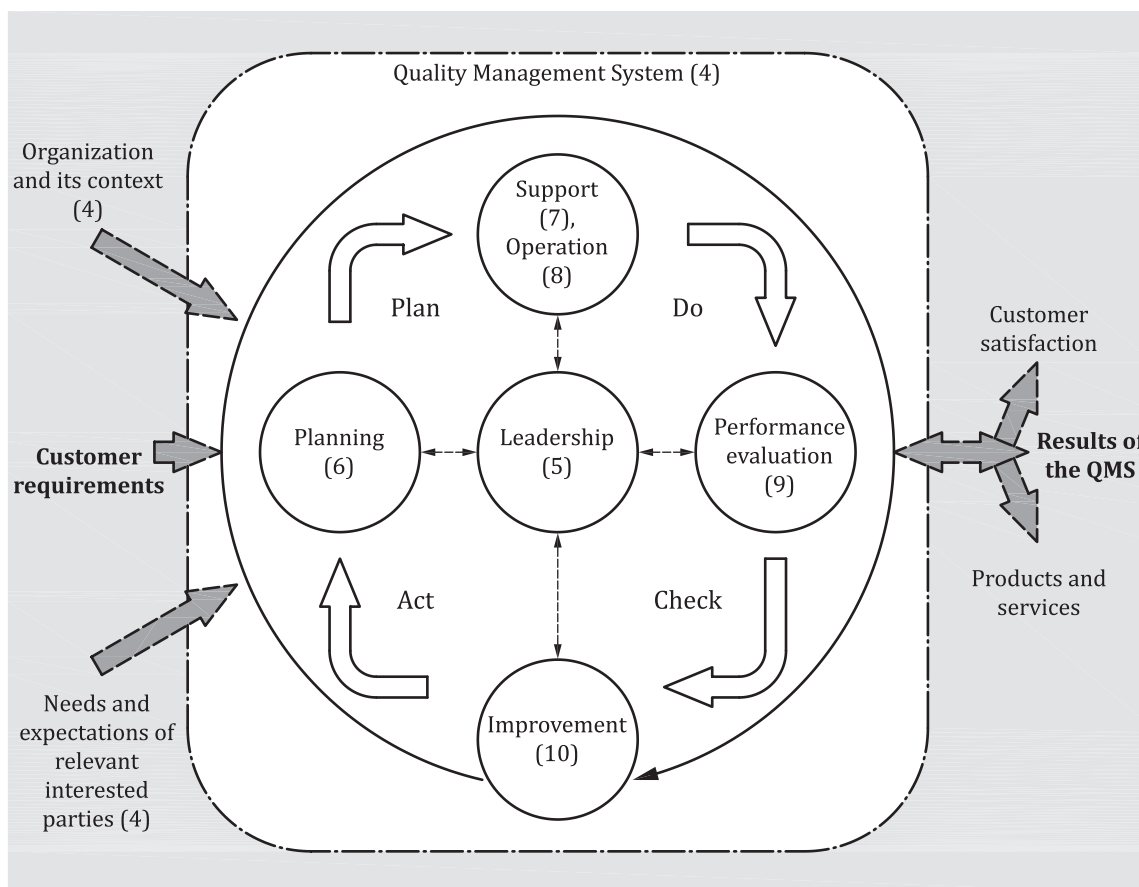 Quality Management System (4)
Organization
and its context
(4)
Support
(7),
Operation
(8)
Plan
Do
Customer
satisfaction
Planning
(6)
Leadership
(5)
Performance
evaluation
(9)
Customer
requirements
Results of
the QMS
Act
Check
Products and
services
Needs and
expectations of
relevant
interested
parties (4)
Improvement
(10)